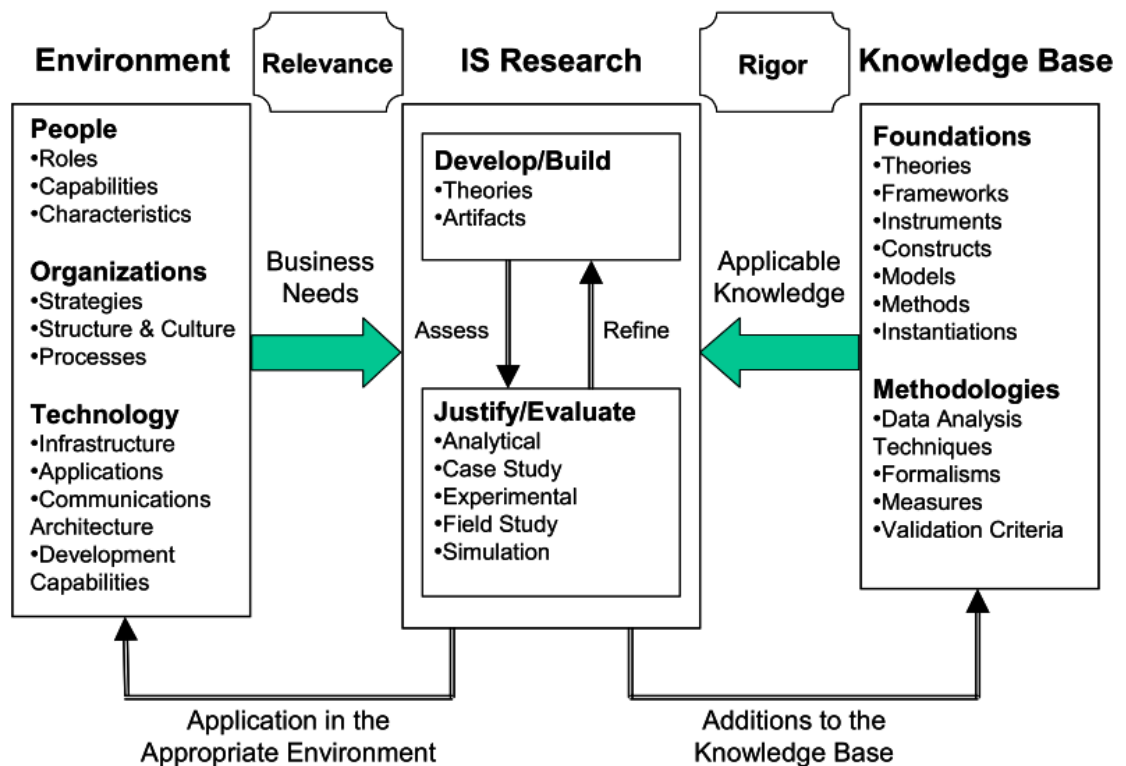 Environment
Relevance
IS Research
Rigor
Knowledge Base
People
•Roles
•Capabilities
•Characteristics
Organizations
•Strategies
•Structure & Culture
•Processes
Technology
•Infrastructure
•Applications
•Communications
Architecture
•Development
Capabilities
Business
Needs
Develop/Build
•Theories
•Artifacts
Assess
Refine
Justify/Evaluate
•Analytical
•Case Study
•Experimental
•Field Study
•Simulation
Applicable
Knowledge
Foundations
•Theories
•Frameworks
•Instruments
•Constructs
•Models
•Methods
•Instantiations
Methodologies
•Data Analysis
Techniques
•Formalisms
•Measures
•Validation Criteria
Application in the
Appropriate Environment
Additions to the
Knowledge Base